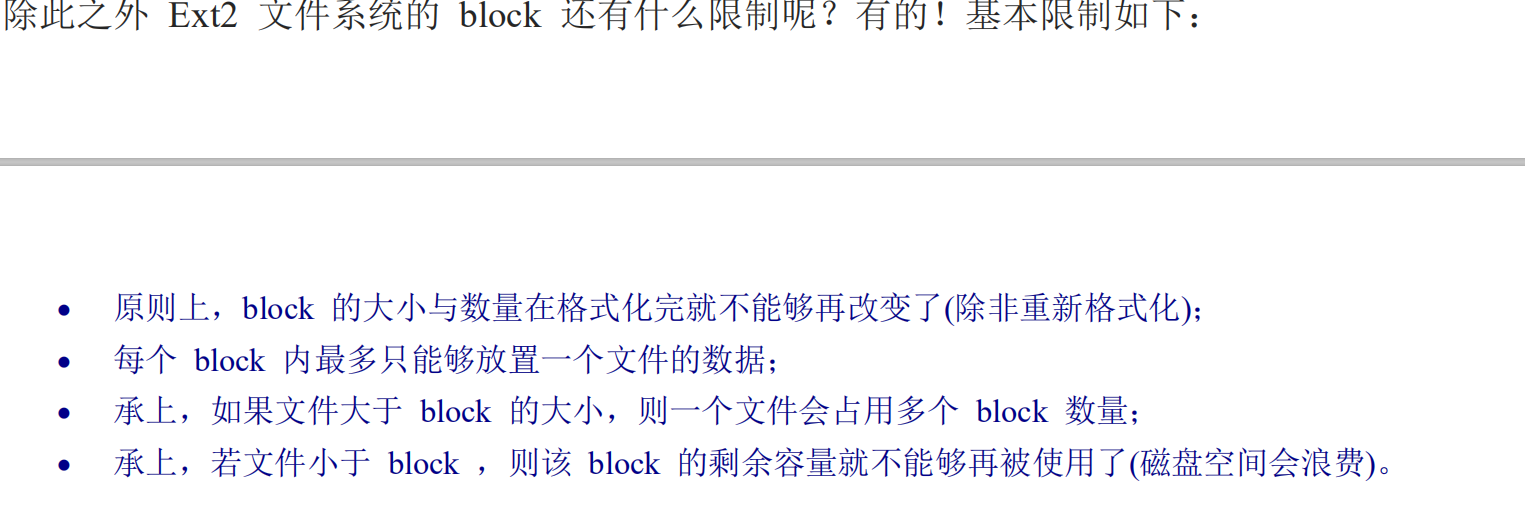 除此之外 Ext2 文件系统的 block 还有什么限制呢？有的！基本限制如下：
• 原则上，block 的大小与数量在格式化完就不能够再改变了(除非重新格式化)；
• 每个 block 内最多只能够放置一个文件的数据；
• 承上，如果文件大于 block 的大小，则一个文件会占用多个 block 数量；
• 承上，若文件小于 block ，则该 block 的剩余容量就不能够再被使用了(磁盘空间会浪费)。